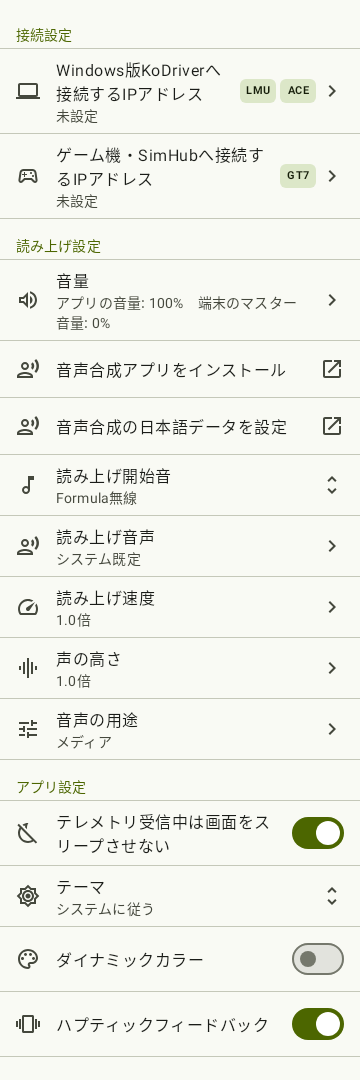 接続設定
Windows版KoDriverへ
接続するIPアドレス
LMU ACE
未設定
ゲーム機・SimHubへ接続す
るIPアドレス
GT7
未設定
読み上げ設定
音量
アプリの音量: 100%　端末のマスター
音量: 0%
音声合成アプリをインストール
音声合成の日本語データを設定
読み上げ開始音
Formula無線
読み上げ音声
システム既定
読み上げ速度
1.0倍
声の高さ
1.0倍
音声の用途
メディア
アプリ設定
テレメトリ受信中は画面をス
リープさせない
テーマ
システムに従う
ダイナミックカラー
ハプティックフィードバック